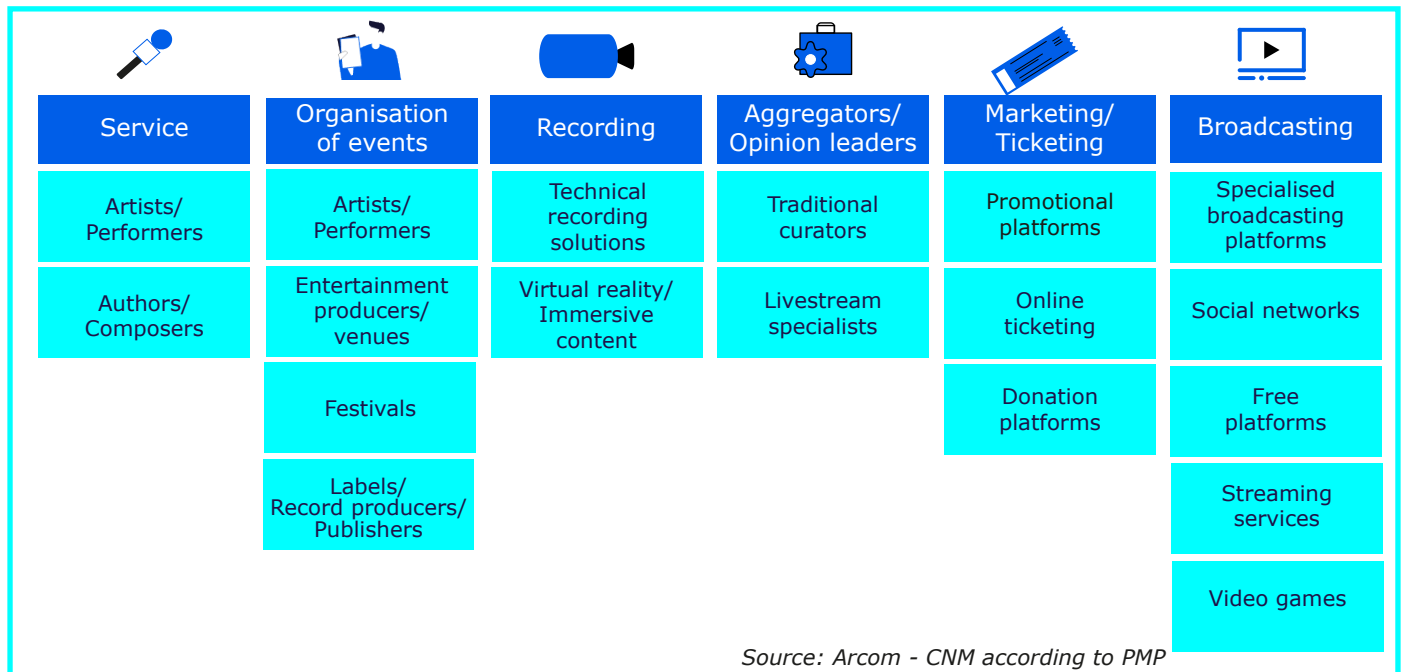 Service
Organisation
of events
Recording
Aggregators/
Opinion leaders
Marketing/
Ticketing
Broadcasting
Artists/
Performers
Authors/
Composers
Artists/
Performers
Entertainment
producers/
venues
Festivals
Labels/
Record producers/
Publishers
Technical
recording
solutions
Virtual reality/
Immersive
content
Traditional
curators
Livestream
specialists
Promotional
platforms
Online
ticketing
Donation
platforms
Specialised
broadcasting
platforms
Social networks
Free
platforms
Streaming
services
Video games
Source: Arcom - CNM according to PMP